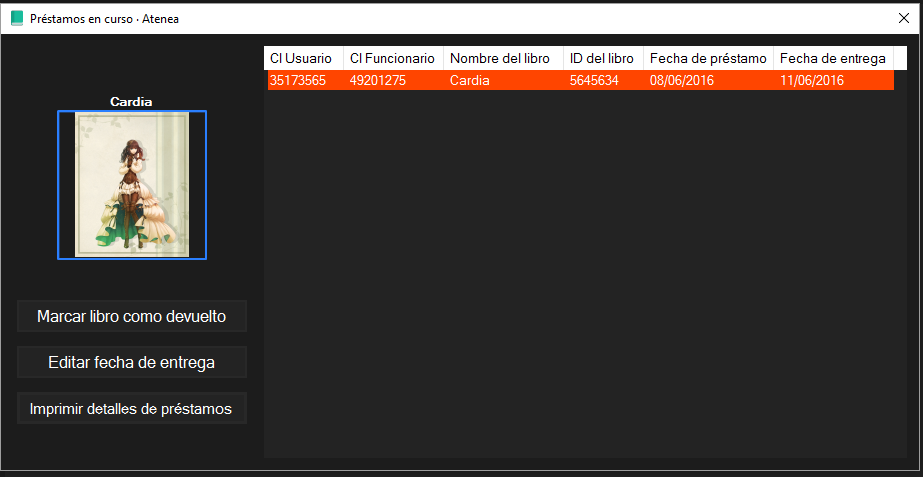 Préstamos en curso · Atenea
Cardia
Marcar libro como devuelto
Editar fecha de entrega
Imprimir detalles de préstamos
CI Usuario CI Funcionario Nombre del libro ID del libro Fecha de préstamo Fecha de entrega
35173565 49201275 Cardia 5645634 08/06/2016 11/06/2016